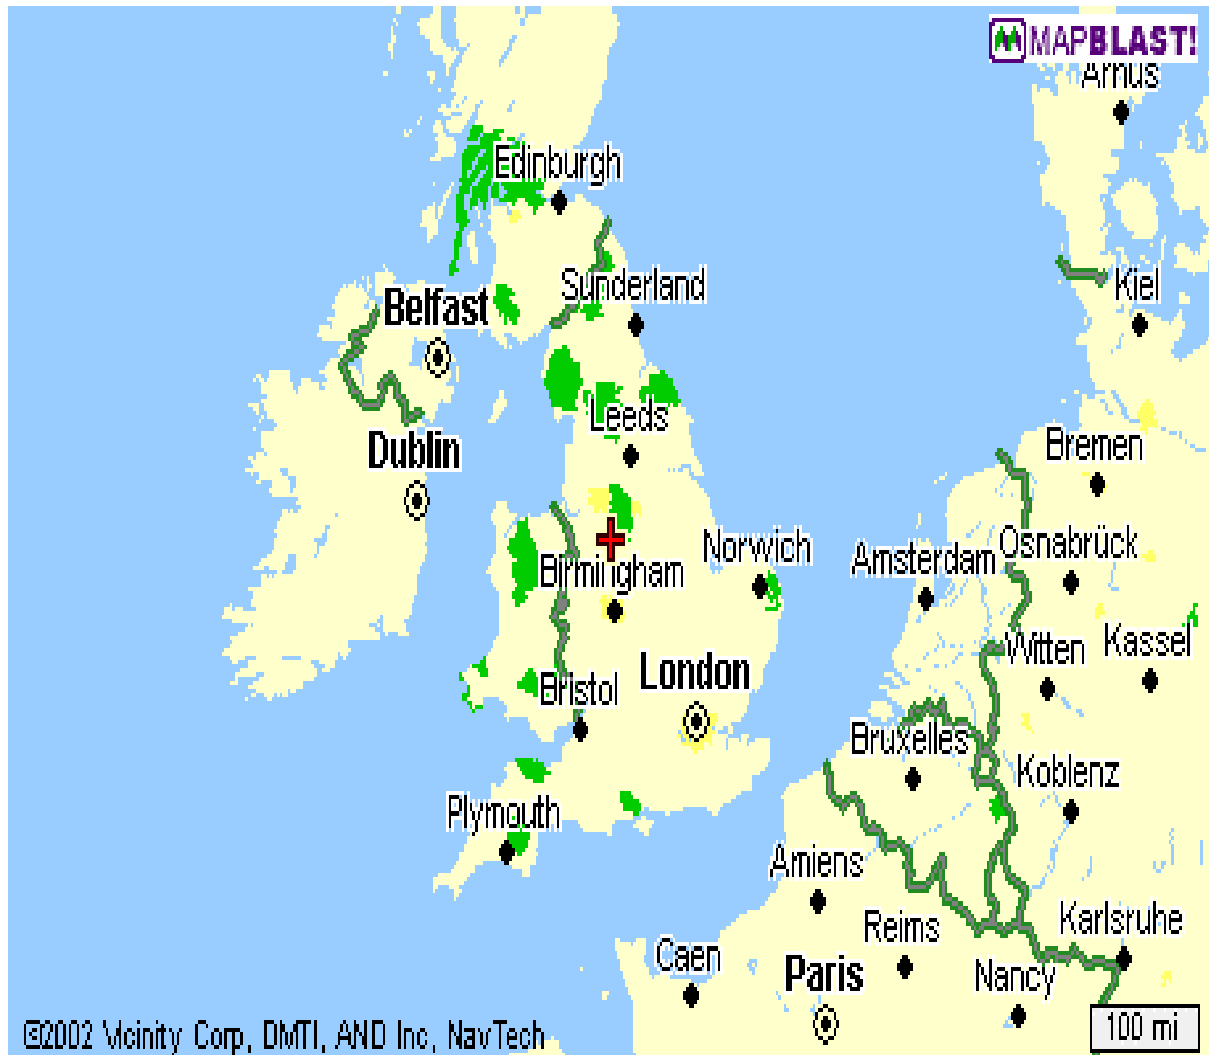 MAPBLAST!
Arhus
Edinburgh
Sunderland
Kiel
Belfast
Leeds
Dublin
Bremen
Norwich
Amsterdam
Osnabrück
Birmingham
Witten
Kassel
London
Bristol
Bruxelles
Koblenz
Plymouth
Amiens
Reims
Karlsruhe
Caen
Paris
Nancy
100 mi
©2002 Vicinity Corp, DMTI, AND Inc, NavTech